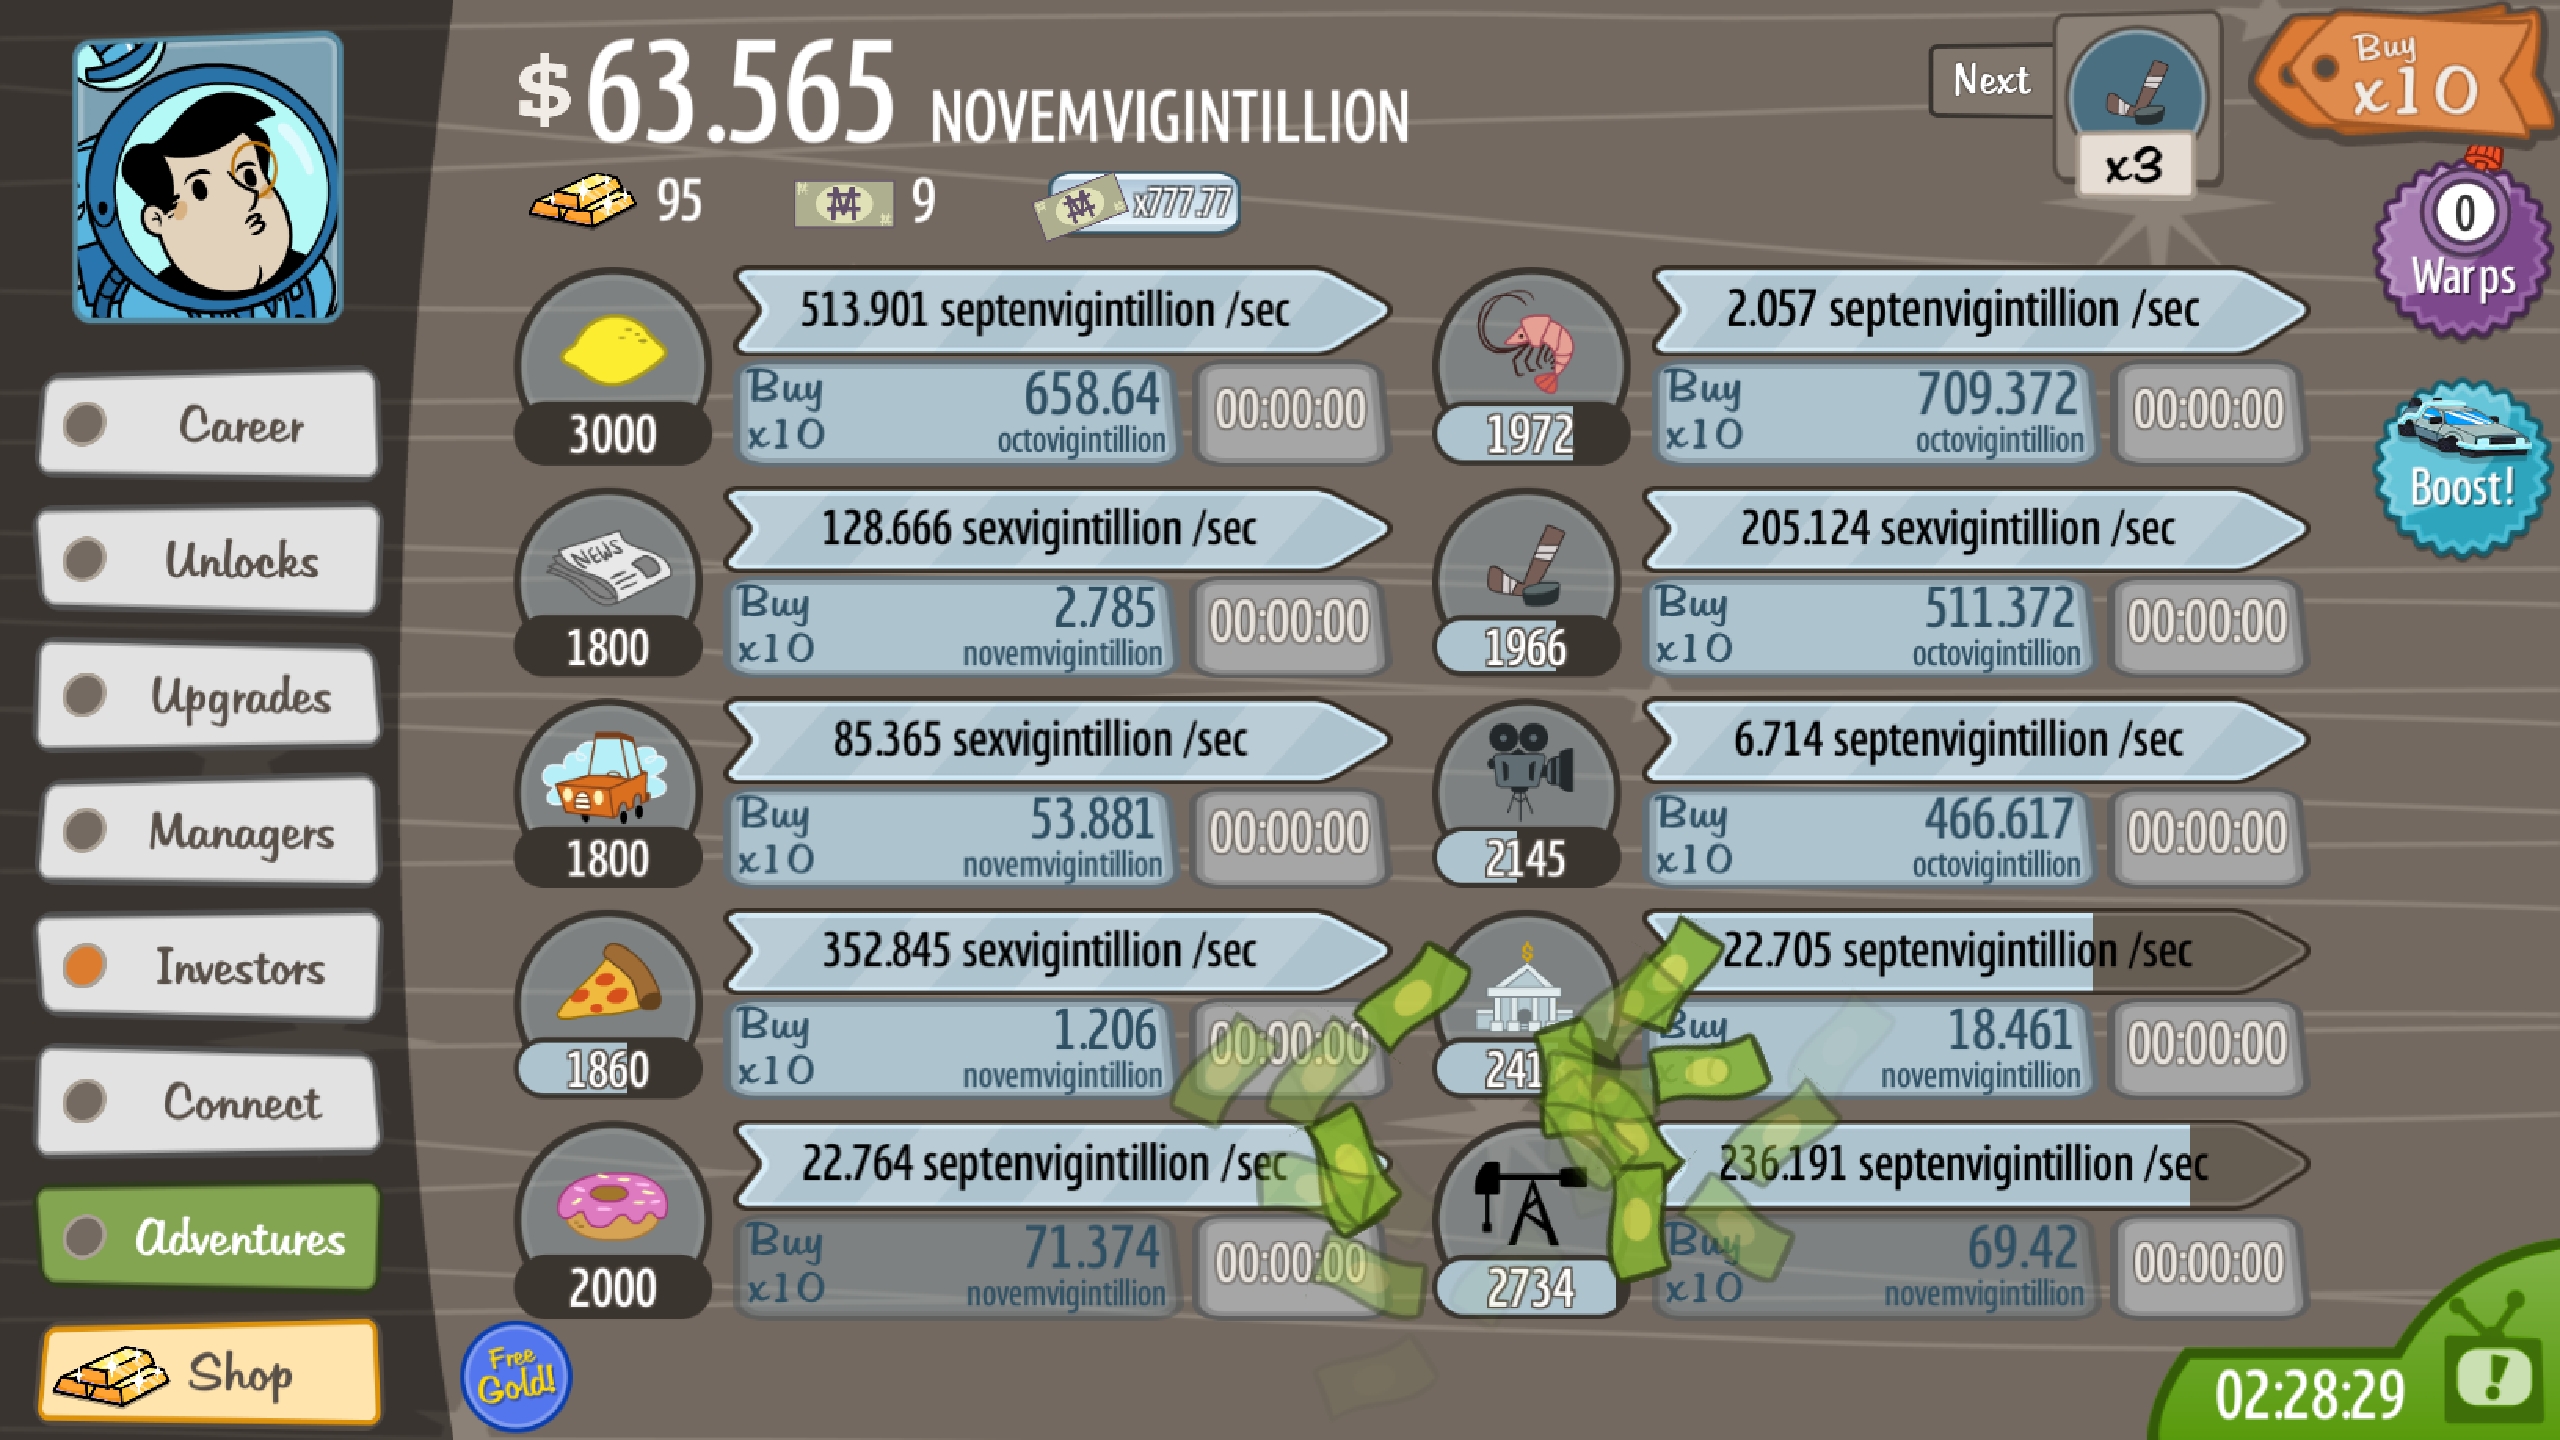 $63.565 NOVEMVIGINTILLION
Next
x3
Buy
x10
95
9
x777.77
0
Warps
Boost!
Career
Unlocks
Upgrades
Managers
Investors
Connect
Adventures
Shop
513.901 septenvigintillion /sec
Buy
x10
658.64
octovigintillion
00:00:00
3000
2.057 septenvigintillion /sec
Buy
x10
709.372
octovigintillion
00:00:00
1972
NEWS
128.666 sexvigintillion /sec
Buy
x10
2.785
novemvigintillion
00:00:00
1800
205.124 sexvigintillion /sec
Buy
x10
511.372
octovigintillion
00:00:00
1966
85.365 sexvigintillion /sec
Buy
x10
53.881
novemvigintillion
00:00:00
1800
6.714 septenvigintillion /sec
Buy
x10
466.617
octovigintillion
00:00:00
2145
352.845 sexvigintillion /sec
Buy
x10
1.206
novemvigintillion
00:00:00
1860
$
22.705 septenvigintillion /sec
Buy
18.461
novemvigintillion
00:00:00
22.764 septenvigintillion /sec
Buy
x10
71.374
novemvigintillion
00:00:00
2000
236.191 septenvigintillion /sec
Buy
x10
69.42
novemvigintillion
00:00:00
2734
Free
Gold!
02:28:29
!